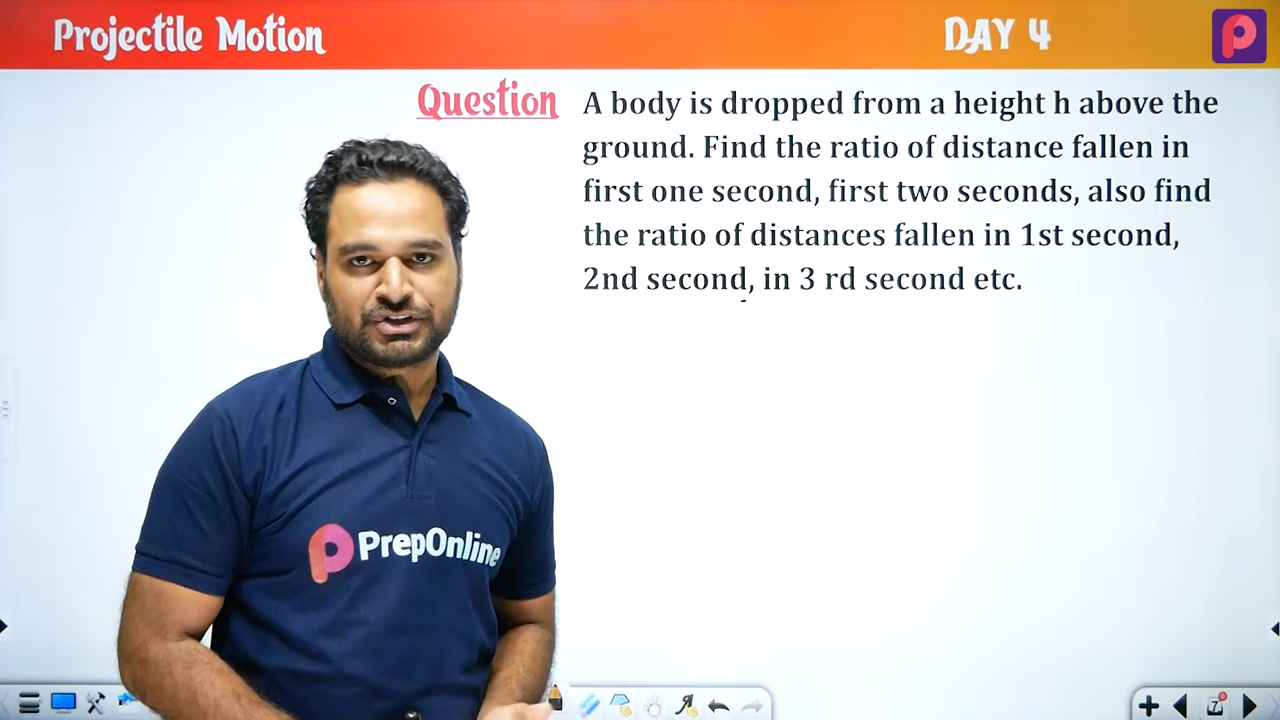 Projectile Motion
DAY 4
Question
A body is dropped from a height h above the
ground. Find the ratio of distance fallen in
first one second, first two seconds, also find
the ratio of distances fallen in 1st second,
2nd second, in 3 rd second etc.
PrepOnline
7